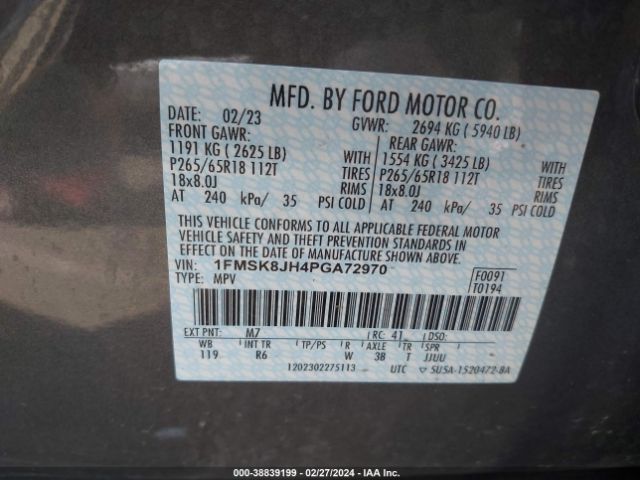 MFD. BY FORD MOTOR CO.
DATE: 02/23 GVWR: 2694 KG ( 5940 LB)
FRONT GAWR: REAR GAWR:
1191 KG ( 2625 LB) WITH 1554 KG ( 3425 LB) WITH
P265/65R18 112T TIRES P265/65R18 112T TIRES
18x8.0J RIMS 18x8.0J RIMS
AT 240 kPa/ 35 PSI COLD AT 240 kPa/ 35 PSI COLD
THIS VEHICLE CONFORMS TO ALL APPLICABLE FEDERAL MOTOR
VEHICLE SAFETY AND THEFT PREVENTION STANDARDS IN
EFFECT ON THE DATE OF MANUFACTURE SHOWN ABOVE.
VIN: 1FMSK8JH4PGA72970 F0091
TYPE: MPV T0194
EXT PNT: M7 RC: 41 DSO:
WB INT TR TP/PS R AXLE TR SPR
119 R6 W 3B T JJUU
1202302275113 UTC ▽ SU5A-1520472-8A
000-38839199 / 02/27/2024 / IAA Inc.